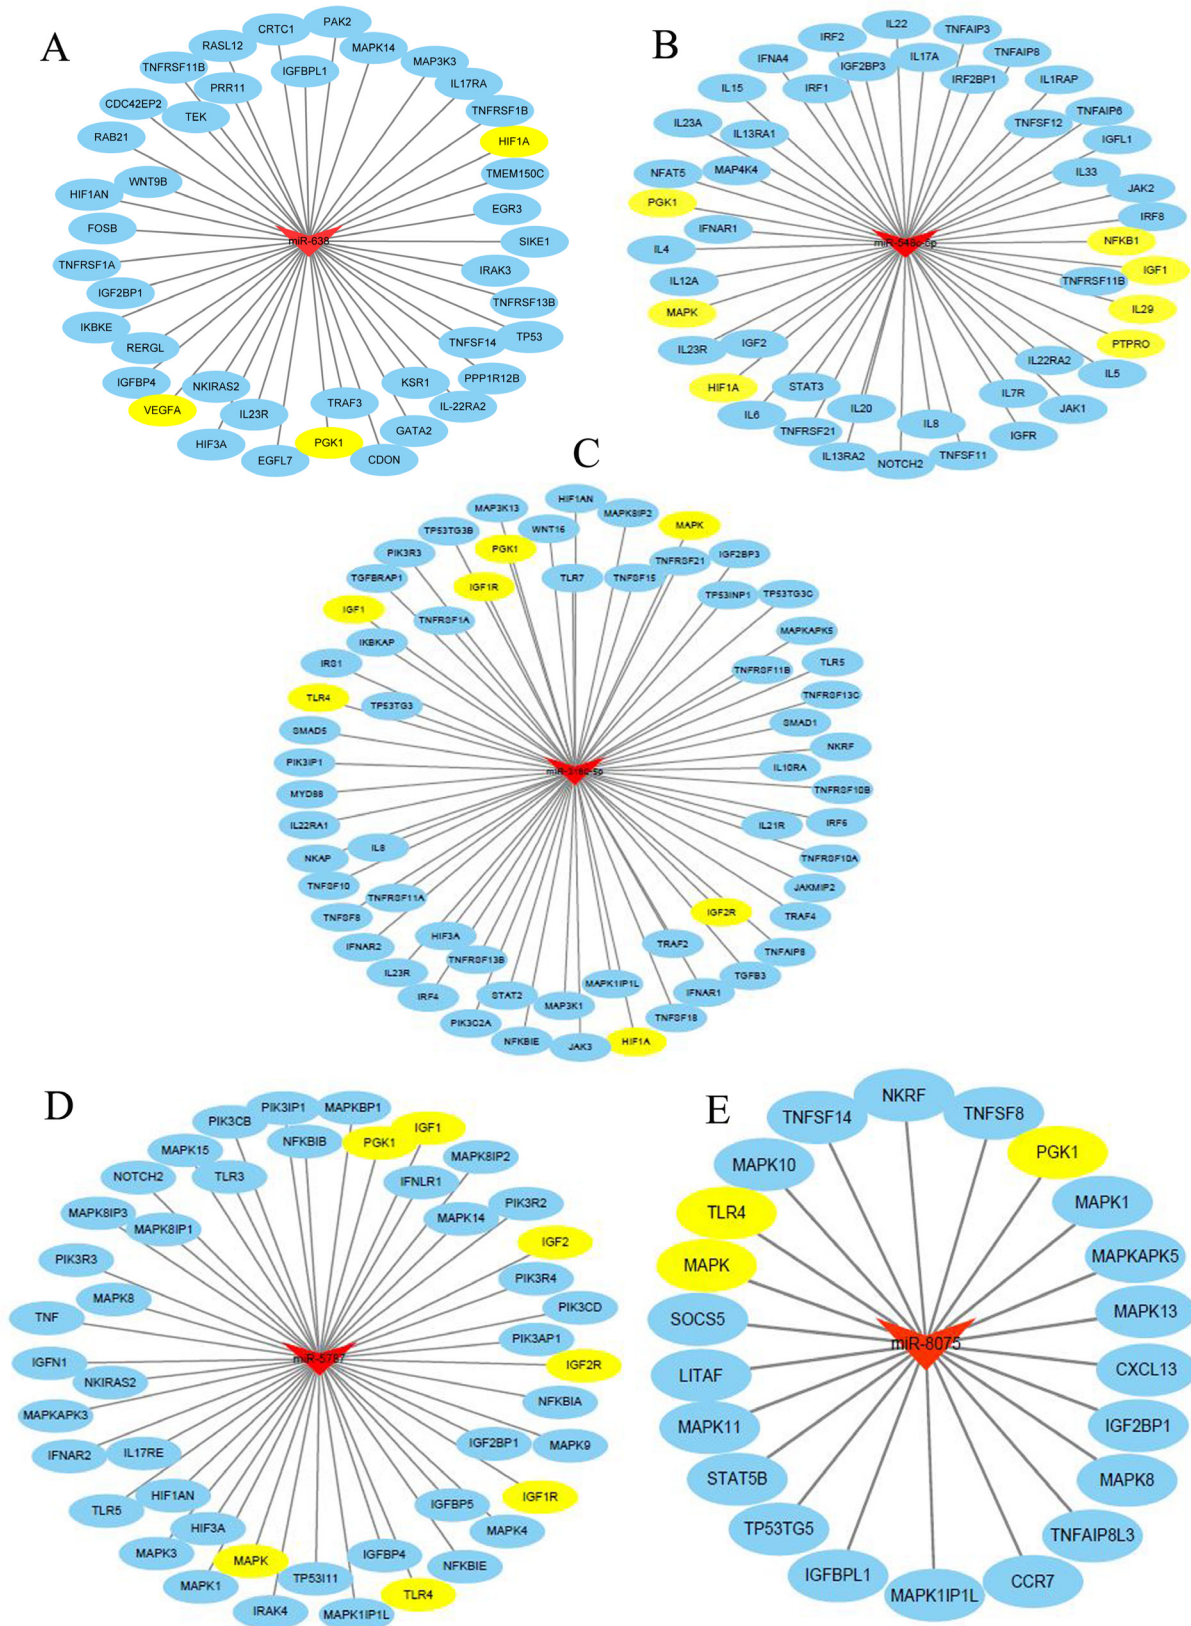 A
PAK2
CRTC1
RASL12
MAPK14
TNFRSF11B
IGFBPL1
MAP3K3
PRR11
IL17RA
CDC42EP2
TEK
TNFRSF1B
RAB21
HIF1A
TMEM150C
WNT9B
HIF1AN
EGR3
FOSB
miR-638
SIKE1
TNFRSF1A
IRAK3
IGF2BP1
TNFRSF13B
IKBKE
TP53
RERGL
TNFSF14
IGFBP4
NKIRAS2
KSR1
PPP1R12B
VEGFA
IL23R
TRAF3
IL-22RA2
HIF3A
PGK1
GATA2
EGFL7
CDON
B
IL22
IRF2
TNFAIP3
IFNA4
IGF2BP3
IL17A
TNFAIP8
IL15
IRF1
IRF2BP1
IL1RAP
IL23A
IL13RA1
TNFSF12
TNFAIP6
IGFL1
NFAT5
MAP4K4
IL33
JAK2
PGK1
IRF8
IFNAR1
NFKB1
IL4
IGF1
IL12A
TNFRSF11B
MAPK
IL29
PTPRO
IL23R
IGF2
IL22RA2
IL5
HIF1A
STAT3
IL7R
JAK1
IL6
IL20
IL8
TNFRSF21
IGFR
IL13RA2
NOTCH2
TNFSF11
C
HIF1AN
MAP3K13
MAPK8IP2
TP53TG3B
WNT16
MAPK
PIK3R3
PGK1
IGF2BP3
TNFRSF21
TGFBRAP1
IGF1R
TLR7
TNFSF15
TP53INP1
TP53TG3C
IGF1
TNFRSF1A
MAPKAPK5
IKBKAP
IRS1
TNFRSF11B
TLR5
TLR4
TP53TG3
TNFRSF13C
SMAD5
SMAD1
NKRF
PIK3IP1
IL10RA
MYD88
TNFRSF10B
IL22RA1
IL21R
IRF5
NKAP
IL8
TNFRSF10A
TNFSF10
TNFRSF11A
JAKMIP2
TNFSF8
IGF2R
TRAF4
IFNAR2
HIF3A
TRAF2
TNFAIP8
IL23R
TNFRSF13B
TGFB3
IRF4
STAT2
MAPK1IP1L
IFNAR1
PIK3C2A
MAP3K1
TNFSF18
NFKBIE
JAK3
HIF1A
D
PIK3IP1
MAPKBP1
PIK3CB
IGF1
MAPK15
NFKBIB
PGK1
MAPK8IP2
NOTCH2
TLR3
IFNLR1
MAPK8IP3
MAPK8IP1
MAPK14
PIK3R2
IGF2
PIK3R3
PIK3R4
MAPK8
PIK3CD
TNF
PIK3AP1
IGFN1
miR-5787
IGF2R
NKIRAS2
MAPKAPK3
NFKBIA
IFNAR2
IL17RE
IGF2BP1
MAPK9
HIF1AN
IGF1R
TLR5
IGFBP5
HIF3A
MAPK4
MAPK3
MAPK
IGFBP4
NFKBIE
MAPK1
TP53I11
TLR4
IRAK4
MAPK1IP1L
E
NKRF
TNFSF14
TNFSF8
MAPK10
PGK1
TLR4
MAPK1
MAPK
MAPKAPK5
SOCS5
MAPK13
miR-8075
LITAF
CXCL13
MAPK11
IGF2BP1
STAT5B
MAPK8
TP53TG5
TNFAIP8L3
IGFBPL1
CCR7
MAPK1IP1L